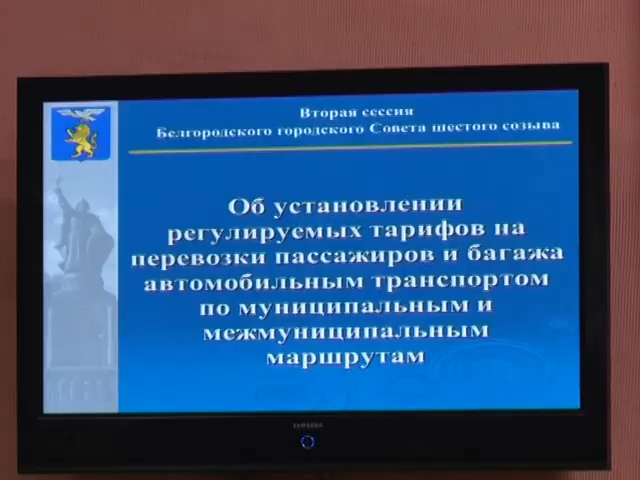 Вторая сессия
Белгородского городского Совета шестого созыва
Об установлении
регулируемых тарифов на
перевозки пассажиров и багажа
автомобильным транспортом
по муниципальным и
межмуниципальным
маршрутам
SAMSUNG